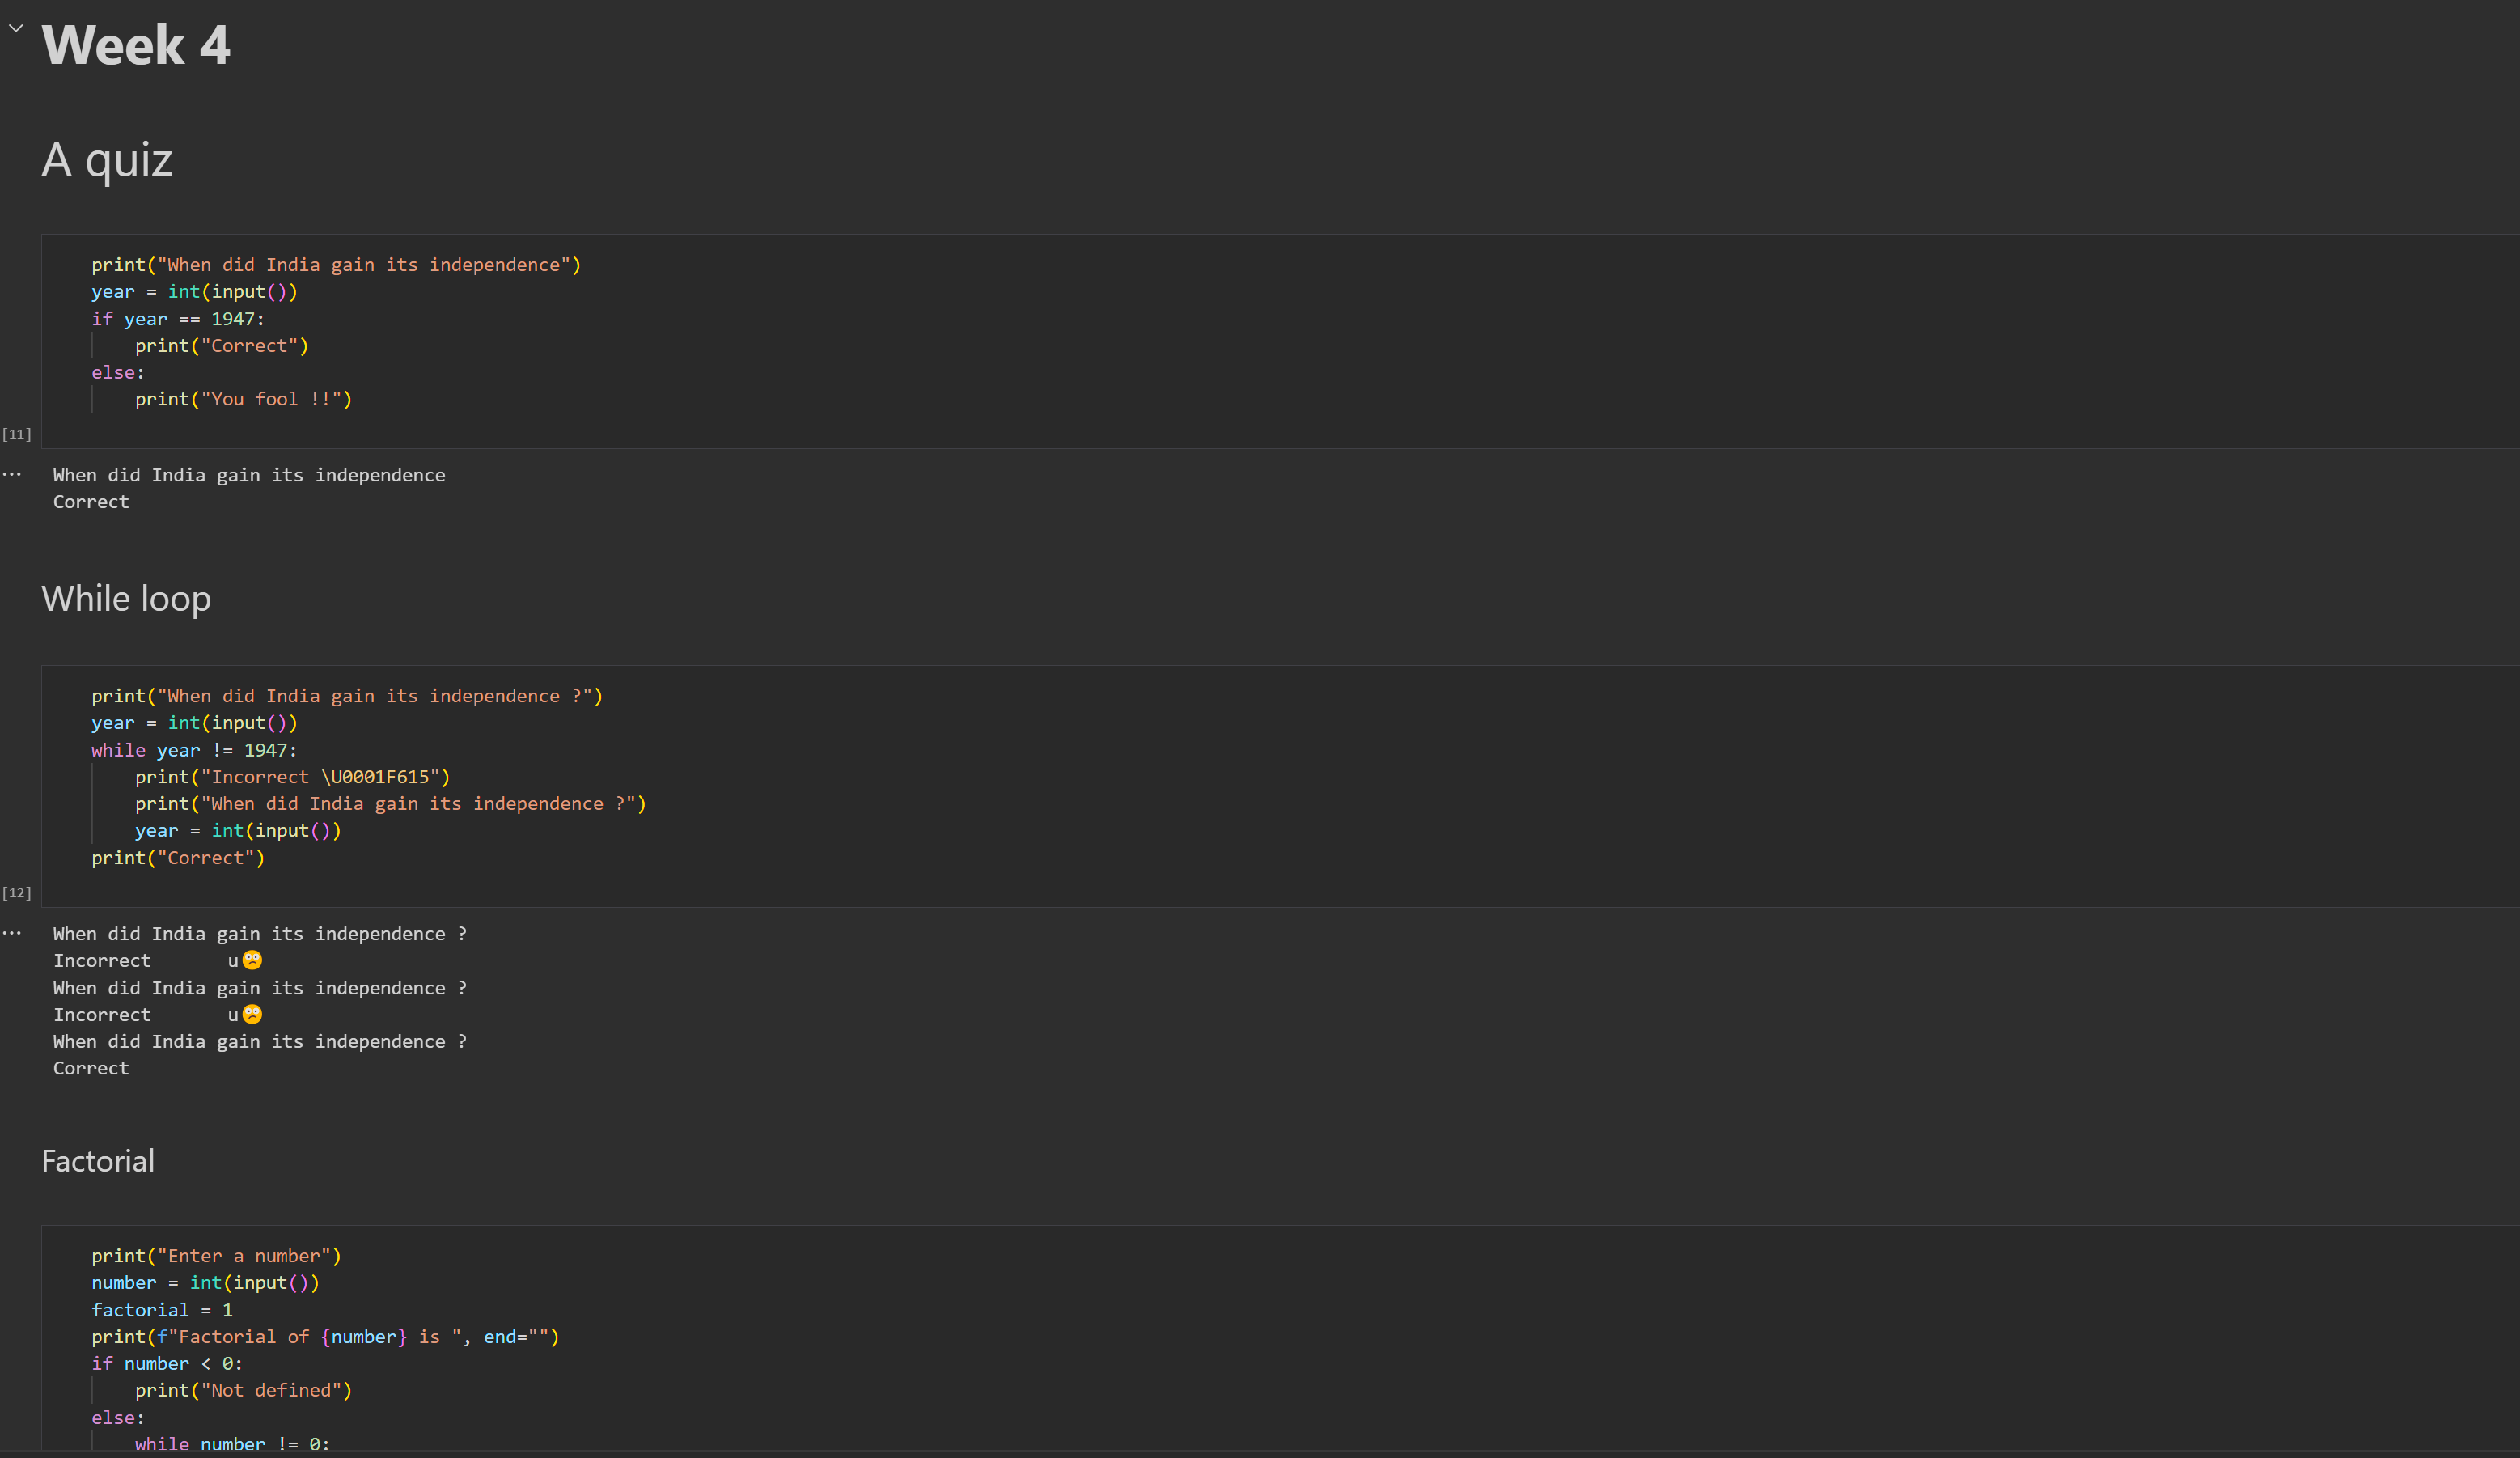 Week 4
A quiz
print("When did India gain its independence")
year = int(input())
if year == 1947:
    print("Correct")
else:
    print("You fool !!")
[11]
... When did India gain its independence
Correct
While loop
print("When did India gain its independence ?")
year = int(input())
while year != 1947:
    print("Incorrect \U0001F615")
    print("When did India gain its independence ?")
    year = int(input())
print("Correct")
[12]
... When did India gain its independence ?
Incorrect       u😕
When did India gain its independence ?
Incorrect       u😕
When did India gain its independence ?
Correct
Factorial
print("Enter a number")
number = int(input())
factorial = 1
print(f"Factorial of {number} is ", end="")
if number < 0:
    print("Not defined")
else:
    while number != 0: